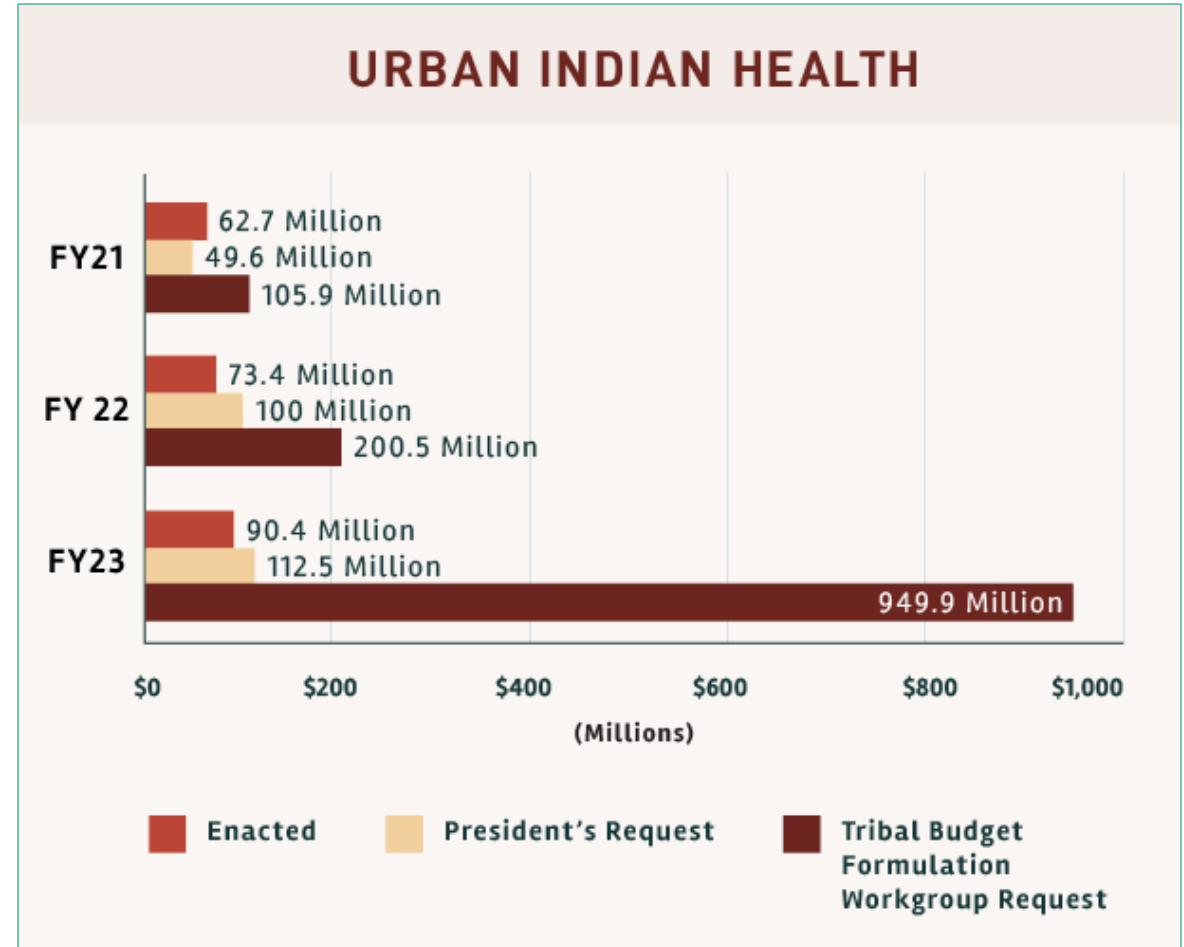 URBAN INDIAN HEALTH
FY21
62.7 Million
49.6 Million
105.9 Million
FY 22
73.4 Million
100 Million
200.5 Million
FY23
90.4 Million
112.5 Million
949.9 Million
$0 $200 $400 $600 $800 $1,000
(Millions)
Enacted
President’s Request
Tribal Budget
Formulation
Workgroup Request